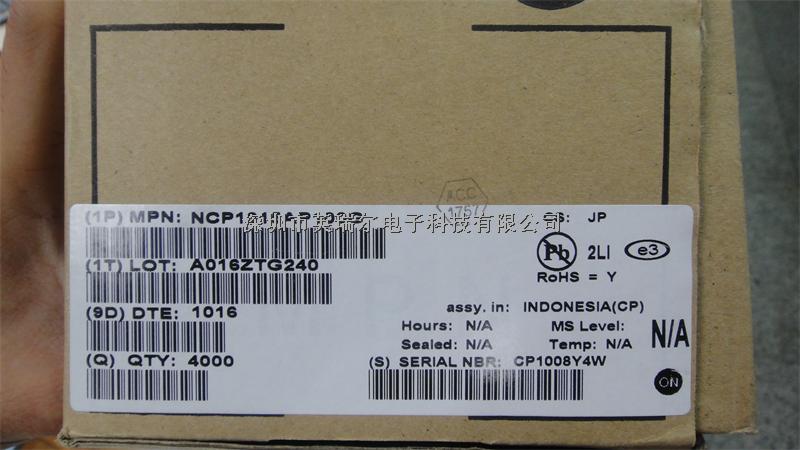 A.C.C
1757
(1P) MPN:
深圳市英瑞尔电子科技有限公司
JP
2LI
e3
Pb
(1T) LOT: A016ZTG240
RoHS = Y
(9D) DTE: 1016
assy. in: INDONESIA(CP)
Hours: N/A
MS Level:
N/A
Sealed: N/A
Temp: N/A
(Q) QTY: 4000
(S) SERIAL NBR: CP1008Y4W
ON